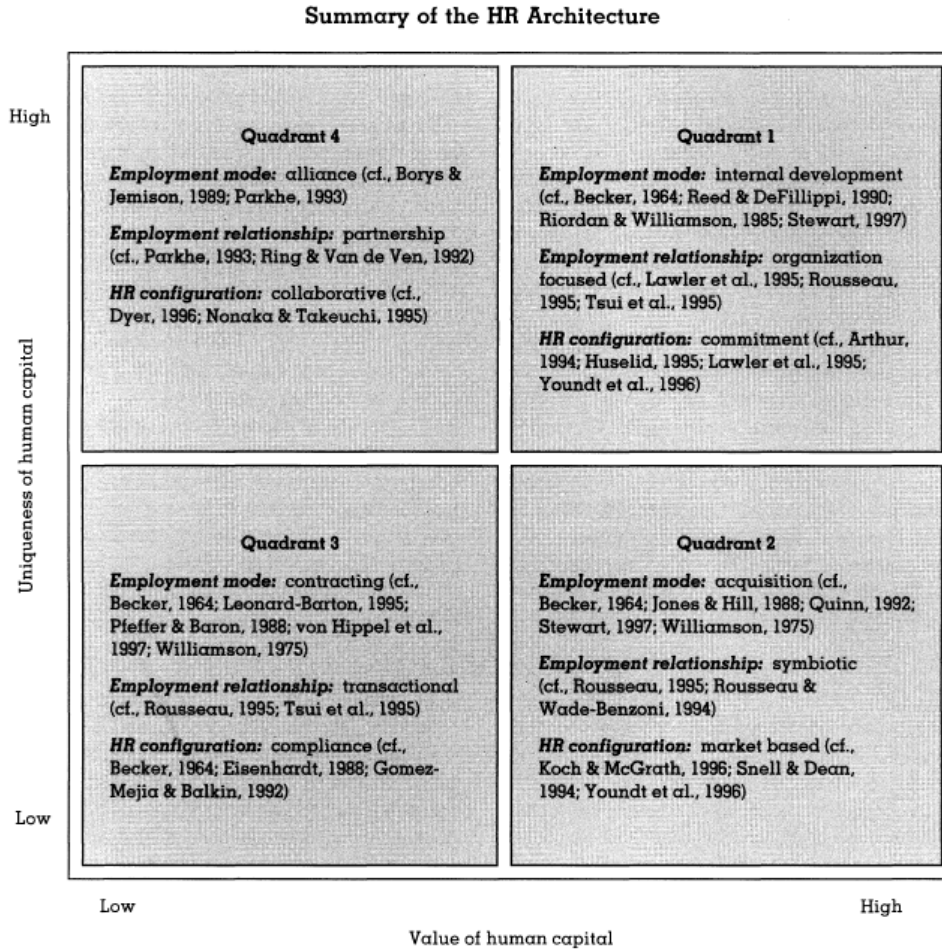 Summary of the HR Architecture
High
Quadrant 4
Employment mode: alliance (cf., Borys &
Jemison, 1989; Parkhe, 1993)
Employment relationship: partnership
(cf., Parkhe, 1993; Ring & Van de Ven, 1992)
HR configuration: collaborative (cf.,
Dyer, 1996; Nonaka & Takeuchi, 1995)
Quadrant 1
Employment mode: internal development
(cf., Becker, 1964; Reed & DeFillippi, 1990;
Riordan & Williamson, 1985; Stewart, 1997)
Employment relationship: organization
focused (cf., Lawler et al., 1995; Rousseau,
1995; Tsui et al., 1995)
HR configuration: commitment (cf., Arthur,
1994; Huselid, 1995; Lawler et al., 1995;
Youndt et al., 1996)
Uniqueness of human capital
Quadrant 3
Employment mode: contracting (cf.,
Becker, 1964; Leonard-Barton, 1995;
Pfeffer & Baron, 1988; von Hippel et al.,
1997; Williamson, 1975)
Employment relationship: transactional
(cf., Rousseau, 1995; Tsui et al., 1995)
HR configuration: compliance (cf.,
Becker, 1964; Eisenhardt, 1988; Gomez-
Mejia & Balkin, 1992)
Quadrant 2
Employment mode: acquisition (cf.,
Becker, 1964; Jones & Hill, 1988; Quinn, 1992;
Stewart, 1997; Williamson, 1975)
Employment relationship: symbiotic
(cf., Rousseau, 1995; Rousseau &
Wade-Benzoni, 1994)
HR configuration: market based (cf.,
Koch & McGrath, 1996; Snell & Dean,
1994; Youndt et al., 1996)
Low
Low
High
Value of human capital